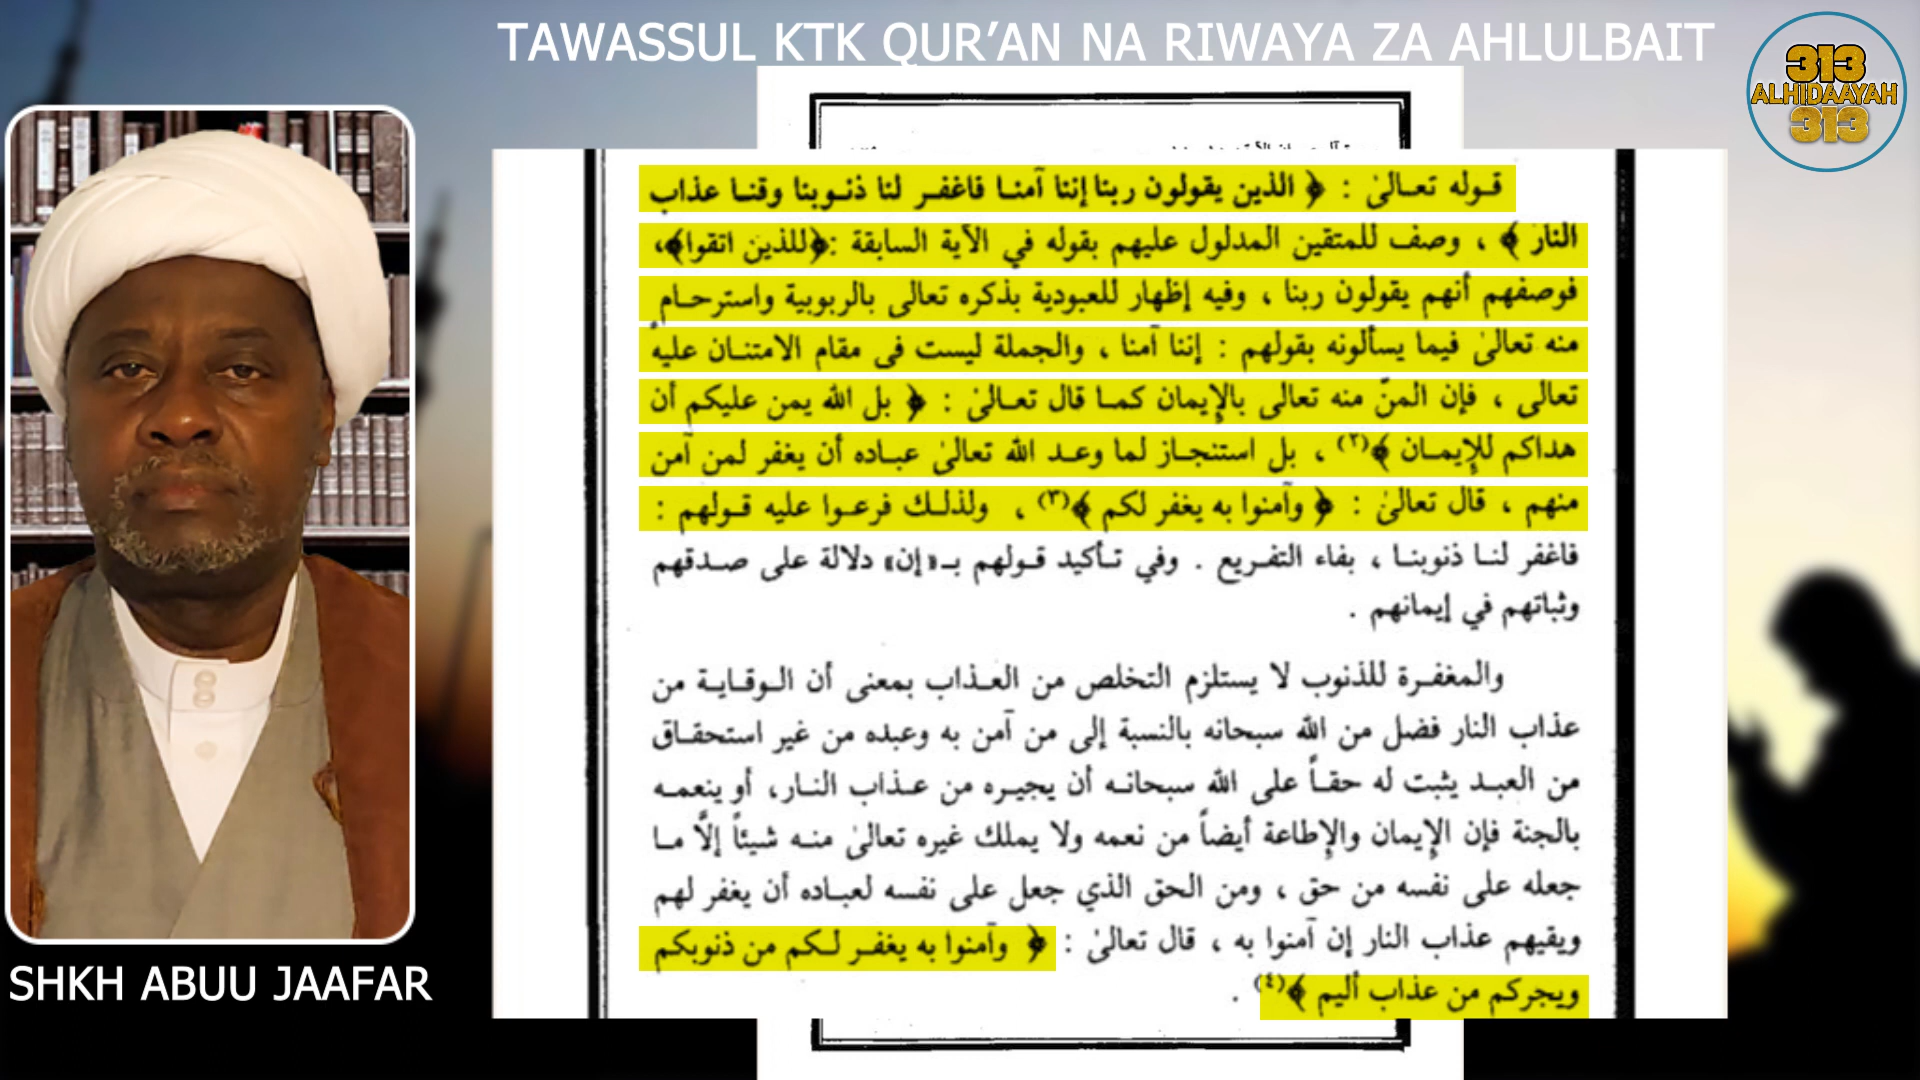 TAWASSUL KTK QUR'AN NA RIWAYA ZA AHLULBAIT
313
ALHIDAAYAH
313
قوله تعالىٰ : ﴿ الذين يقولون ربنا إننا آمنا فاغفر لنا ذنوبنا وقنا عذاب
النار ﴾ ، وصف للمتقين المدلول عليهم بقوله في الآية السابقة :﴿للذين اتقوا﴾،
فوصفهم أنهم يقولون ربنا ، وفيه إظهار للعبودية بذكره تعالى بالربوبية واسترحام
منه تعالىٰ فيما يسألونه بقولهم : إننا آمنا ، والجملة ليست في مقام الامتنان عليه
تعالى ، فإن المنّ منه تعالى بالإيمان كما قال تعالىٰ : ﴿ بل الله يمن عليكم أن
هداكم للإيمان ﴾(٢) ، بل استنجاز لما وعد الله تعالىٰ عباده أن يغفر لمن آمن
منهم ، قال تعالىٰ : ﴿ وآمنوا به يغفر لكم ﴾(٣) ، ولذلك فرعوا عليه قولهم :
فاغفر لنا ذنوبنا ، بفاء التفريع . وفي تأكيد قولهم بـ«إن» دلالة على صدقهم
وثباتهم في إيمانهم .
والمغفرة للذنوب لا يستلزم التخلص من العذاب بمعنى أن الوقاية من
عذاب النار فضل من الله سبحانه بالنسبة إلى من آمن به وعبده من غير استحقاق
من العبد يثبت له حقاً على الله سبحانه أن يجيره من عذاب النار، أو ينعمه
بالجنة فإن الإيمان والإطاعة أيضاً من نعمه ولا يملك غيره تعالىٰ منه شيئاً إلاَّ ما
جعله على نفسه من حق ، ومن الحق الذي جعل على نفسه لعباده أن يغفر لهم
ويقيهم عذاب النار إن آمنوا به ، قال تعالىٰ : ﴿ وآمنوا به يغفر لكم من ذنوبكم
ويجركم من عذاب أليم ﴾(٤) .
SHKH ABUU JAAFAR